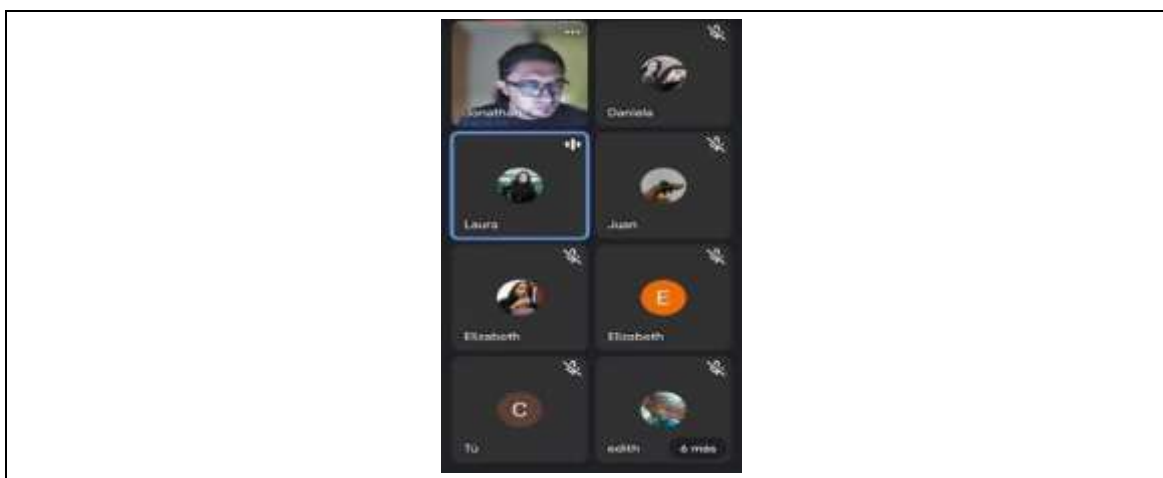 Jonathan
Daniela
Laura
Juan
Elizabeth
E
Elizabeth
C
Tú
edith
6 más